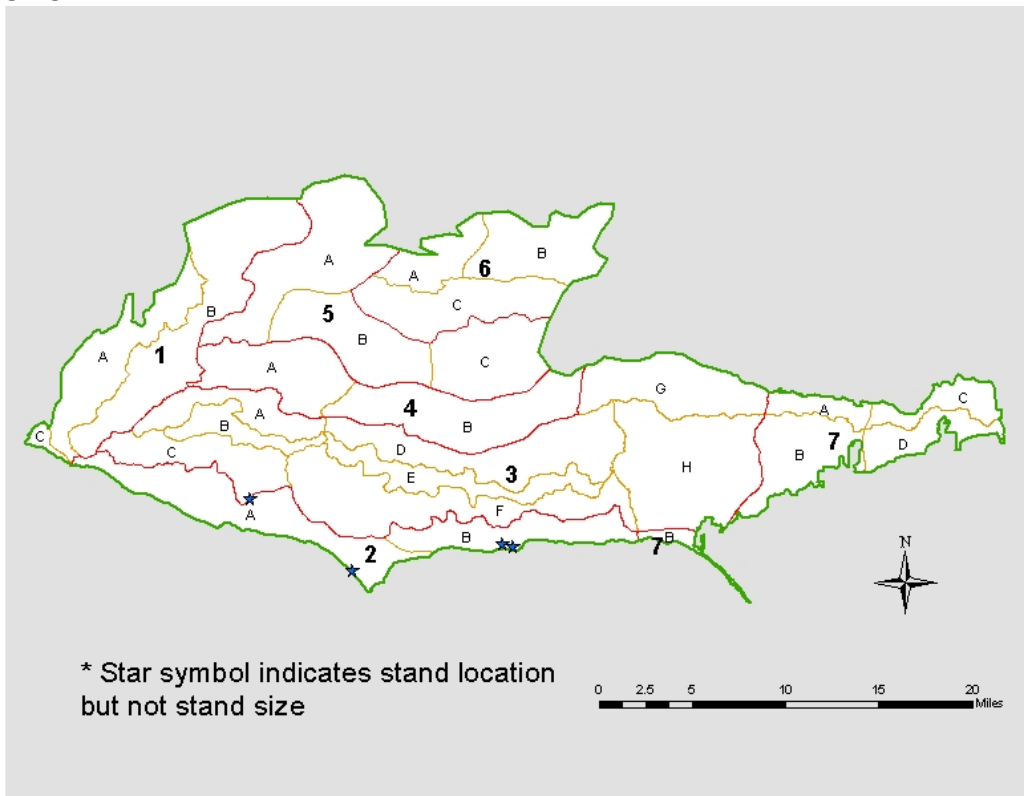 A
B
6
A
C
B
5
B
A
1
A
C
G
4
C
A
A
B
B
7
C
D
B
D
C
3
E
H
F
A
B
2
7
B
N
* Star symbol indicates stand location
but not stand size
0 2.5 5 10 15 20
Miles